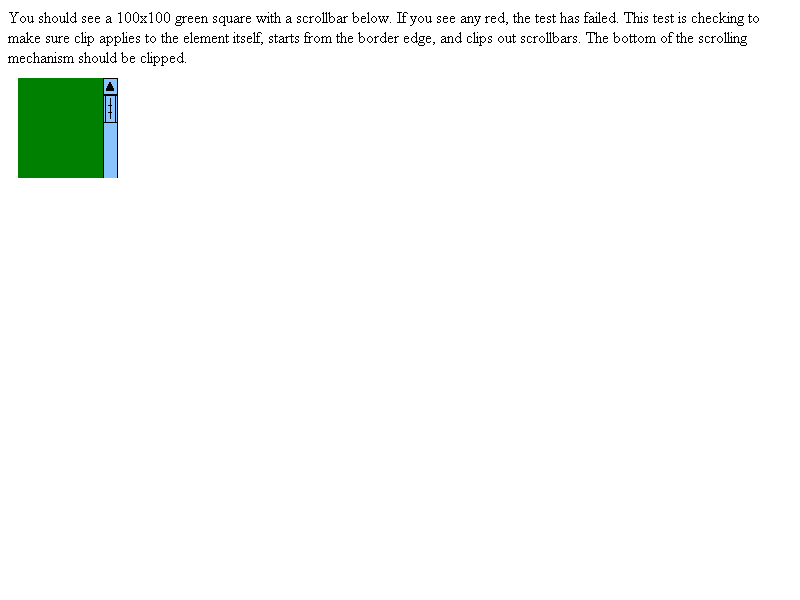 You should see a 100x100 green square with a scrollbar below. If you see any red, the test has failed. This test is checking to
make sure clip applies to the element itself, starts from the border edge, and clips out scrollbars. The bottom of the scrolling
mechanism should be clipped.